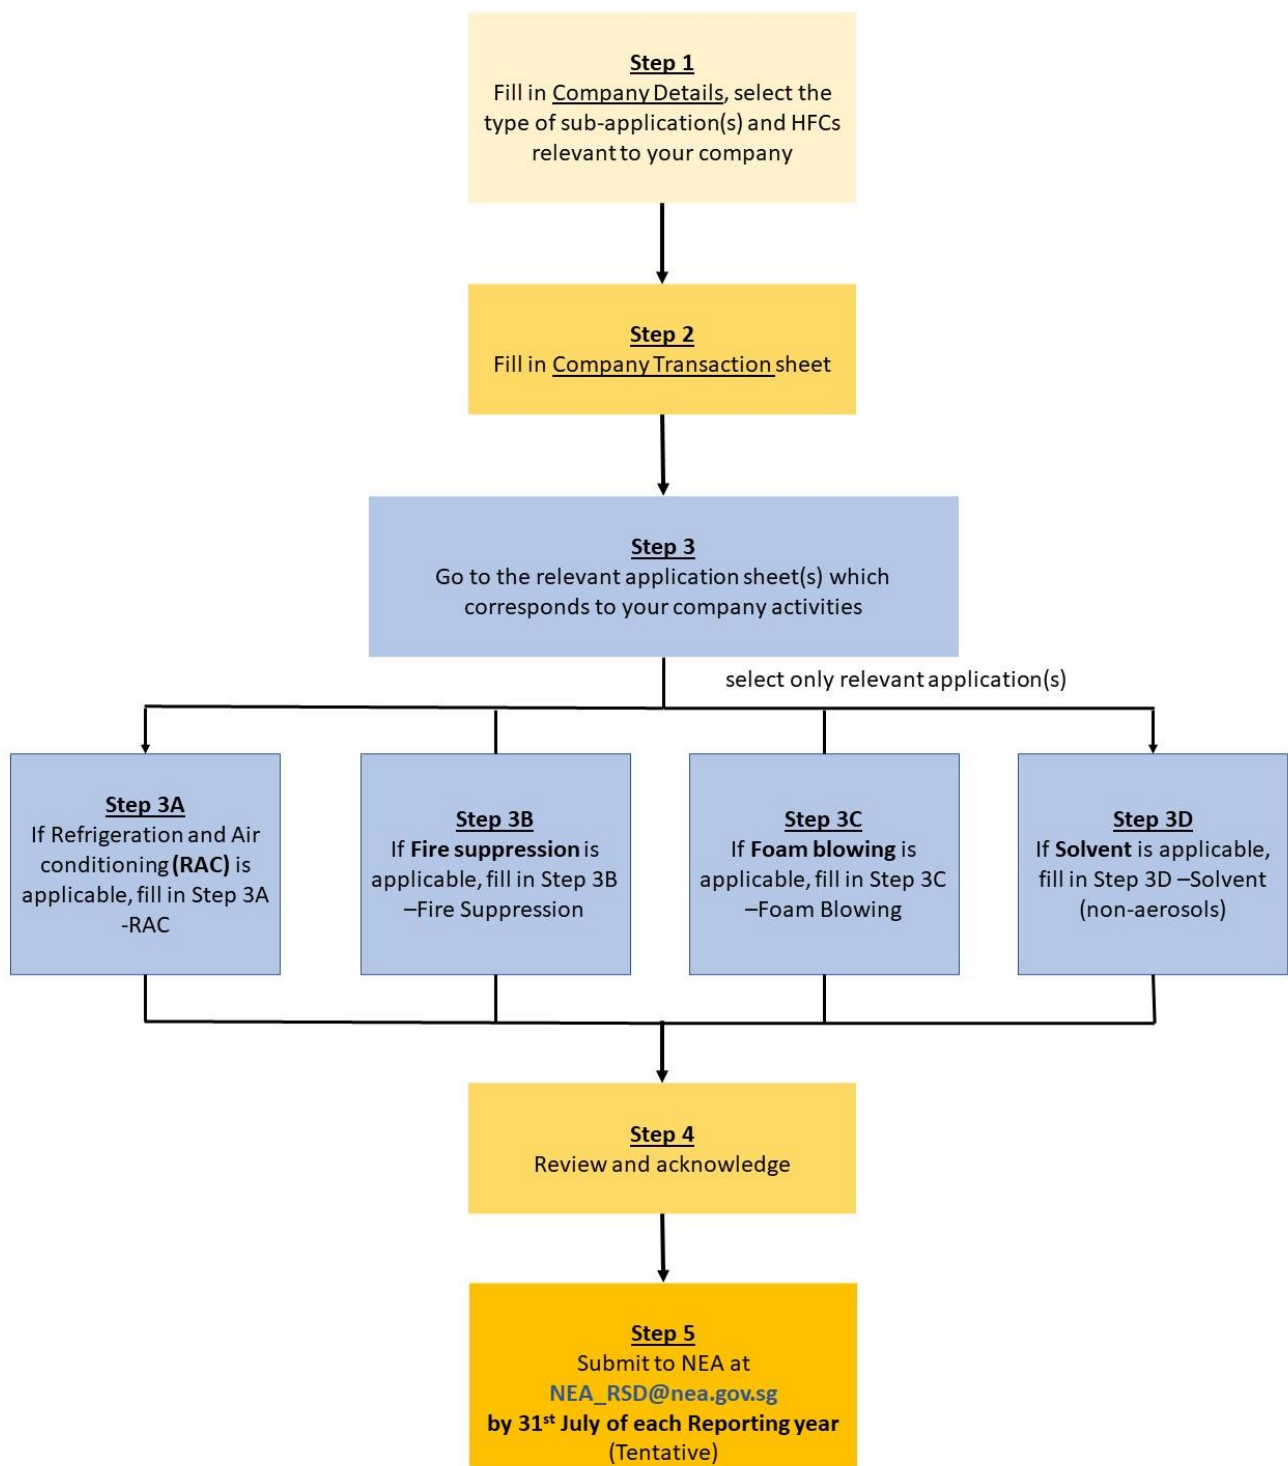 Step 1
Fill in Company Details, select the
type of sub-application(s) and HFCs
relevant to your company
Step 2
Fill in Company Transaction sheet
Step 3
Go to the relevant application sheet(s) which
corresponds to your company activities
select only relevant application(s)
Step 3A
If Refrigeration and Air
conditioning (RAC) is
applicable, fill in Step 3A
-RAC
Step 3B
If Fire suppression is
applicable, fill in Step 3B
–Fire Suppression
Step 3C
If Foam blowing is
applicable, fill in Step 3C
–Foam Blowing
Step 3D
If Solvent is applicable,
fill in Step 3D –Solvent
(non-aerosols)
Step 4
Review and acknowledge
Step 5
Submit to NEA at
NEA_RSD@nea.gov.sg
by 31st July of each Reporting year
(Tentative)